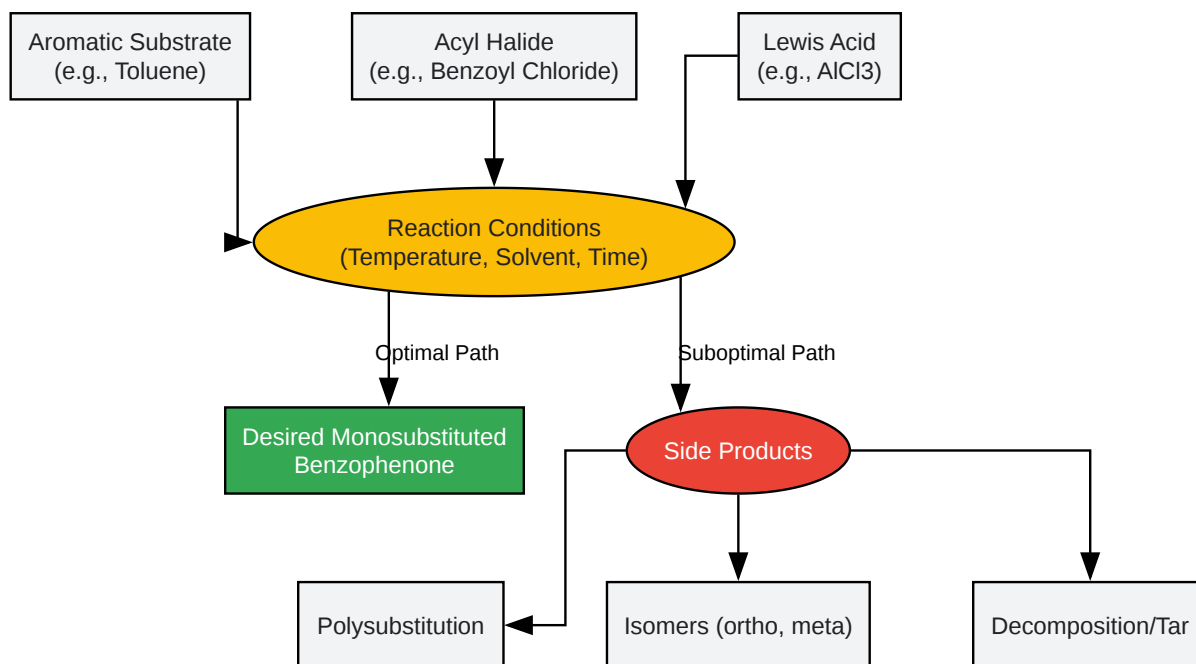 Aromatic Substrate
(e.g., Toluene)
Acyl Halide
(e.g., Benzoyl Chloride)
Lewis Acid
(e.g., AlCl3)
Reaction Conditions
(Temperature, Solvent, Time)
Optimal Path
Suboptimal Path
Desired Monosubstituted
Benzophenone
Side Products
Polysubstitution
Isomers (ortho, meta)
Decomposition/Tar